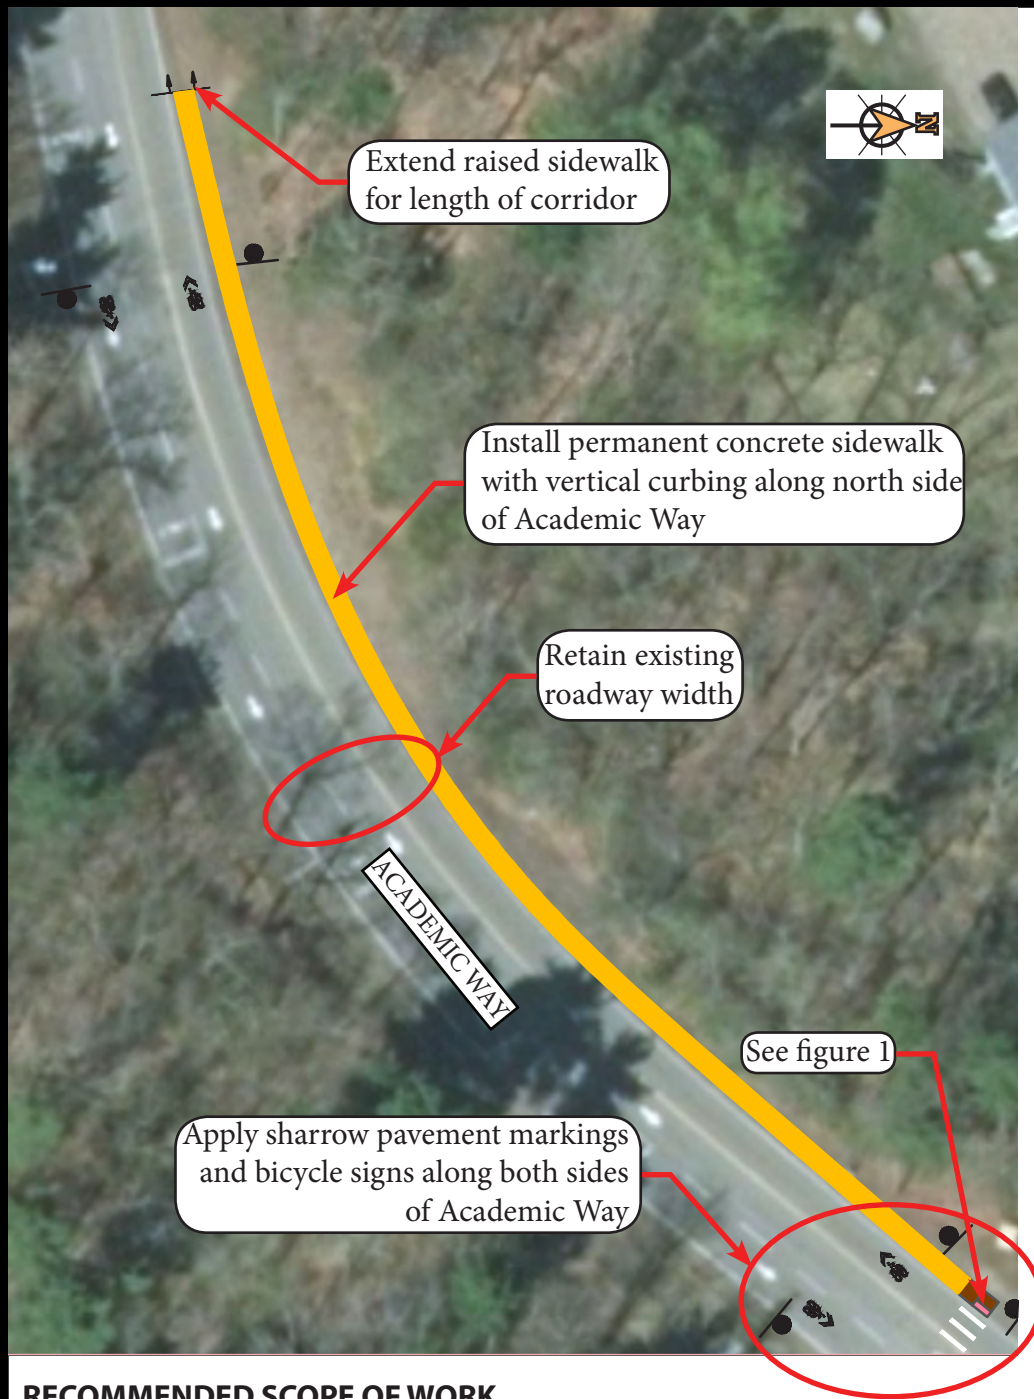 N
Extend raised sidewalk
for length of corridor
Install permanent concrete sidewalk
with vertical curbing along north side
of Academic Way
Retain existing
roadway width
ACADEMIC WAY
See figure 1
Apply sharrow pavement markings
and bicycle signs along both sides
of Academic Way
RECOMMENDED SCOPE OF WORK